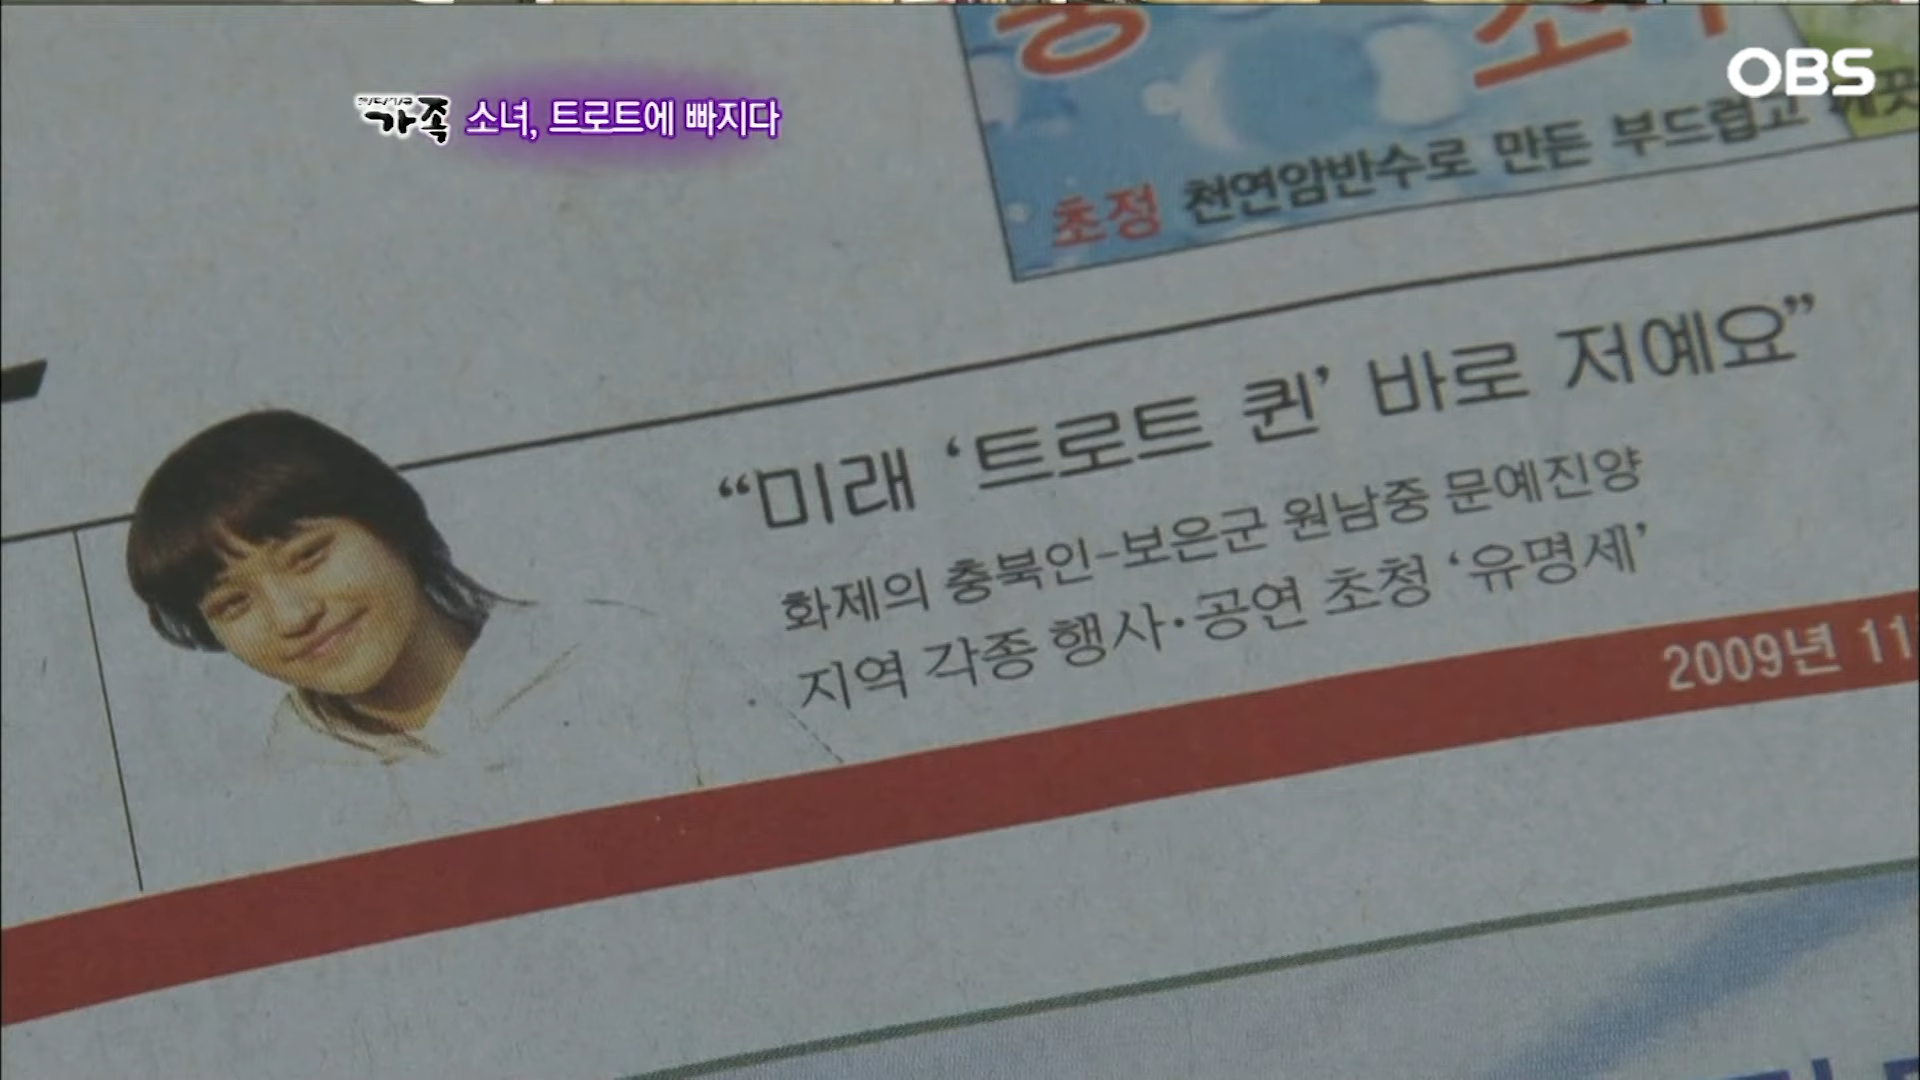 가족 소녀, 트로트에 빠지다
OBS
초정 천연암반수로 만든 부드럽고
“미래 ‘트로트 퀸’ 바로 저예요”
화제의 충북인-보은군 원남중 문예진양
지역 각종 행사·공연 초청 ‘유명세’
2009년 11